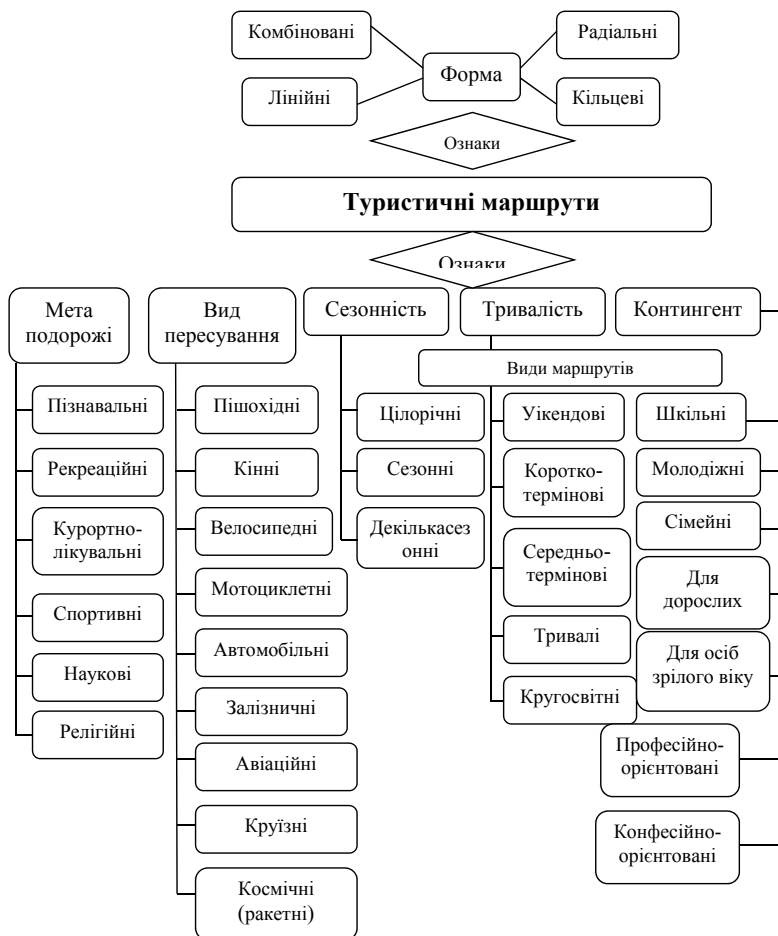 Комбіновані
Радіальні
Форма
Лінійні
Кільцеві
Ознаки
Туристичні маршрути
Ознаки
Мета
подорожі
Вид
пересування
Сезонність
Тривалість
Контингент
Види маршрутів
Пізнавальні
Рекреаційні
Курортно-
лікувальні
Спортивні
Наукові
Релігійні
Пішохідні
Кінні
Велосипедні
Мотоциклетні
Автомобільні
Залізничні
Авіаційні
Круїзні
Космічні
(ракетні)
Цілорічні
Сезонні
Декількасез
онні
Уікендові
Коротко-
термінові
Середньо-
термінові
Тривалі
Кругосвітні
Шкільні
Молодіжні
Сімейні
Для
дорослих
Для осіб
зрілого віку
Професійно-
орієнтовані
Конфесійно-
орієнтовані